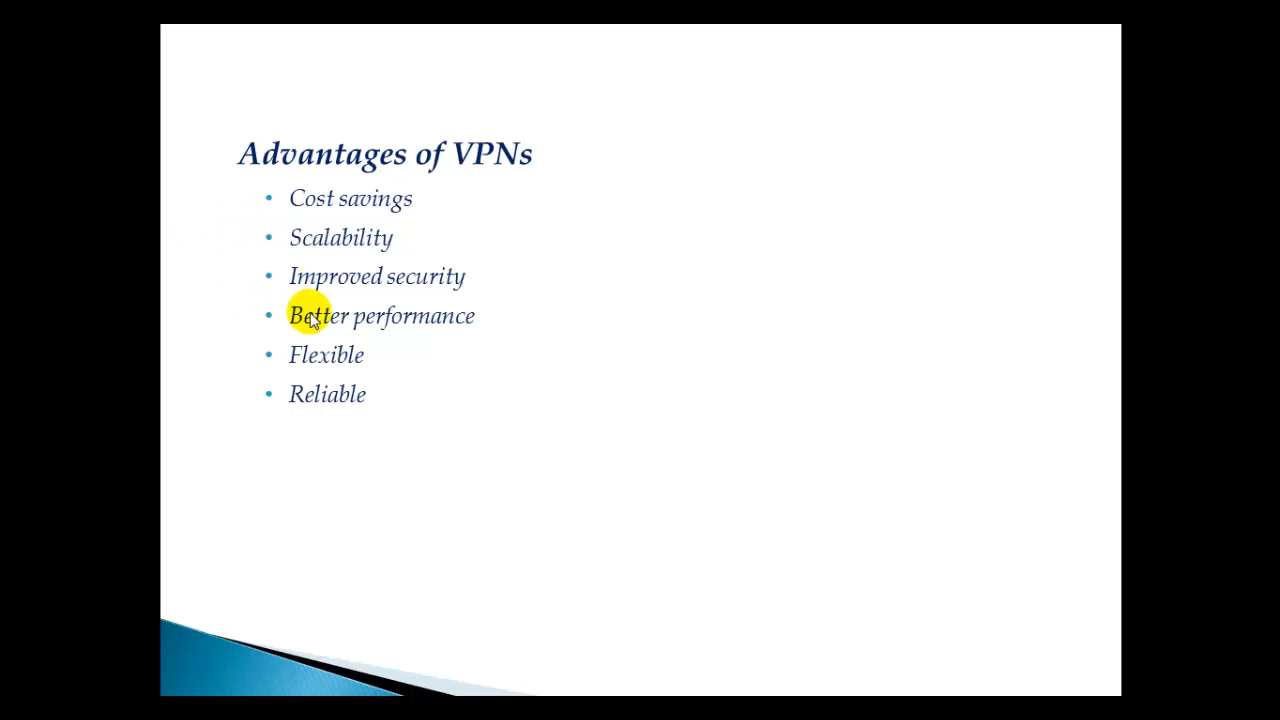 Advantages of VPNs
• Cost savings
• Scalability
• Improved security
• Better performance
• Flexible
• Reliable